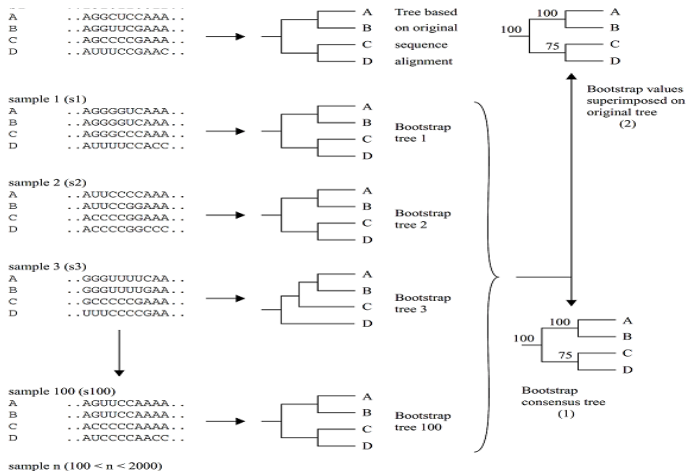 A ..AGGCUCCAAA..
B ..AGGUUCGAAA..
C ..AGCCCCGAAA..
D ..AUUUCCGAAC..
A Tree based
B on original
C sequence
D alignment
100
A
100
B
75
C
D
Bootstrap values
superimposed on
original tree
(2)
sample 1 (s1)
A ..AGGGGUCAAA..
B ..AGGGGUCAAA..
C ..AGGGCCCAAA..
D ..AUUUUCCACC..
A
B
C
D
Bootstrap
tree 1
sample 2 (s2)
A ..AUUCCCCAAA..
B ..AUUCCGGAAA..
C ..ACCCCGGAAA..
D ..ACCCCGGCCC..
A
B
C
D
Bootstrap
tree 2
sample 3 (s3)
A ..GGGUUUUCAA..
B ..GGGUUUUGAA..
C ..GCCCCCGAAA..
D ..UUUCCCCGAA..
A
B
C
D
Bootstrap
tree 3
100
A
100
B
75
C
D
Bootstrap
consensus tree
(1)
sample 100 (s100)
A ..AGUUCCAAAA..
B ..AGUUCCAAAA..
C ..ACCCCCAAAA..
D ..AUCCCCAACC..
A
B
C
D
Bootstrap
tree 100
sample n (100 < n < 2000)